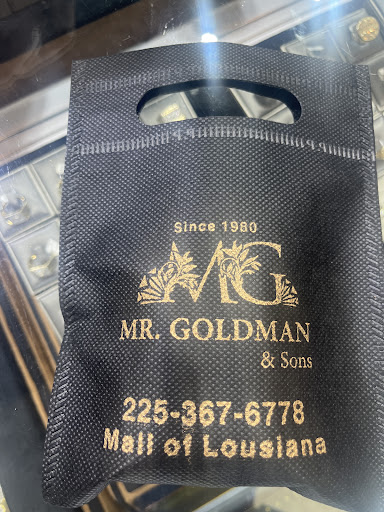 Since 1980
MG
MR. GOLDMAN
& Sons
225-367-6778
Mall of Lousiana